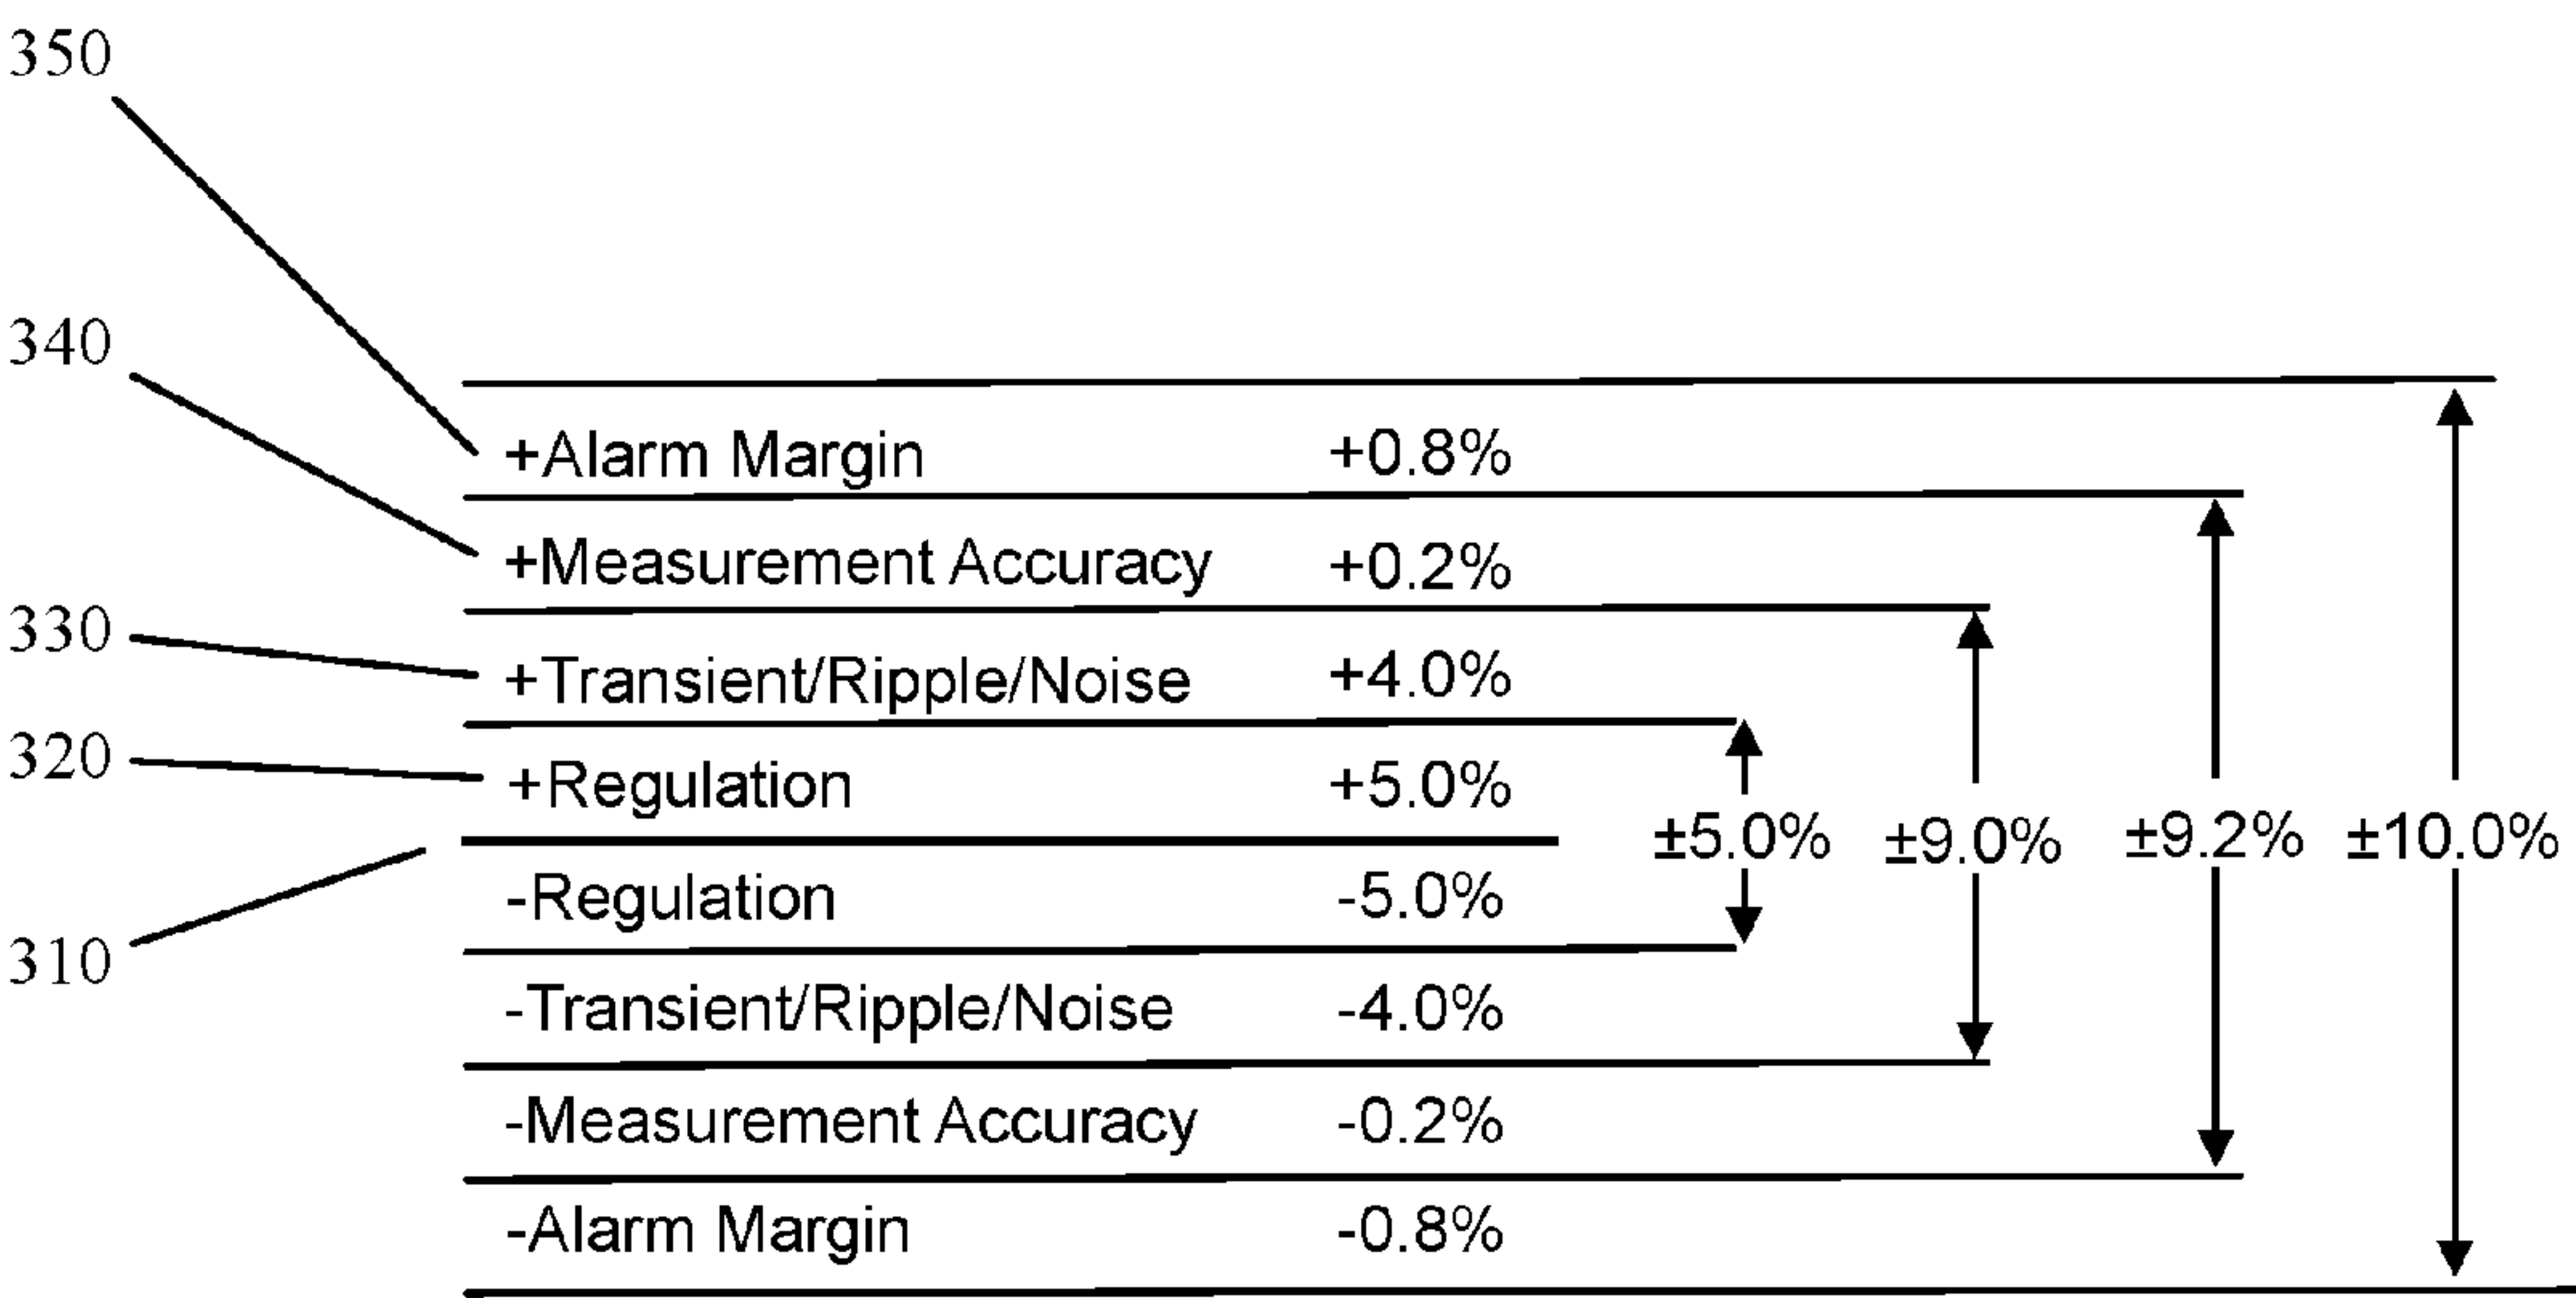 350
340
+Alarm Margin +0.8%
+Measurement Accuracy +0.2%
330
+Transient/Ripple/Noise +4.0%
320
+Regulation +5.0%
±5.0% ±9.0% ±9.2% ±10.0%
-Regulation -5.0%
310
-Transient/Ripple/Noise -4.0%
-Measurement Accuracy -0.2%
-Alarm Margin -0.8%